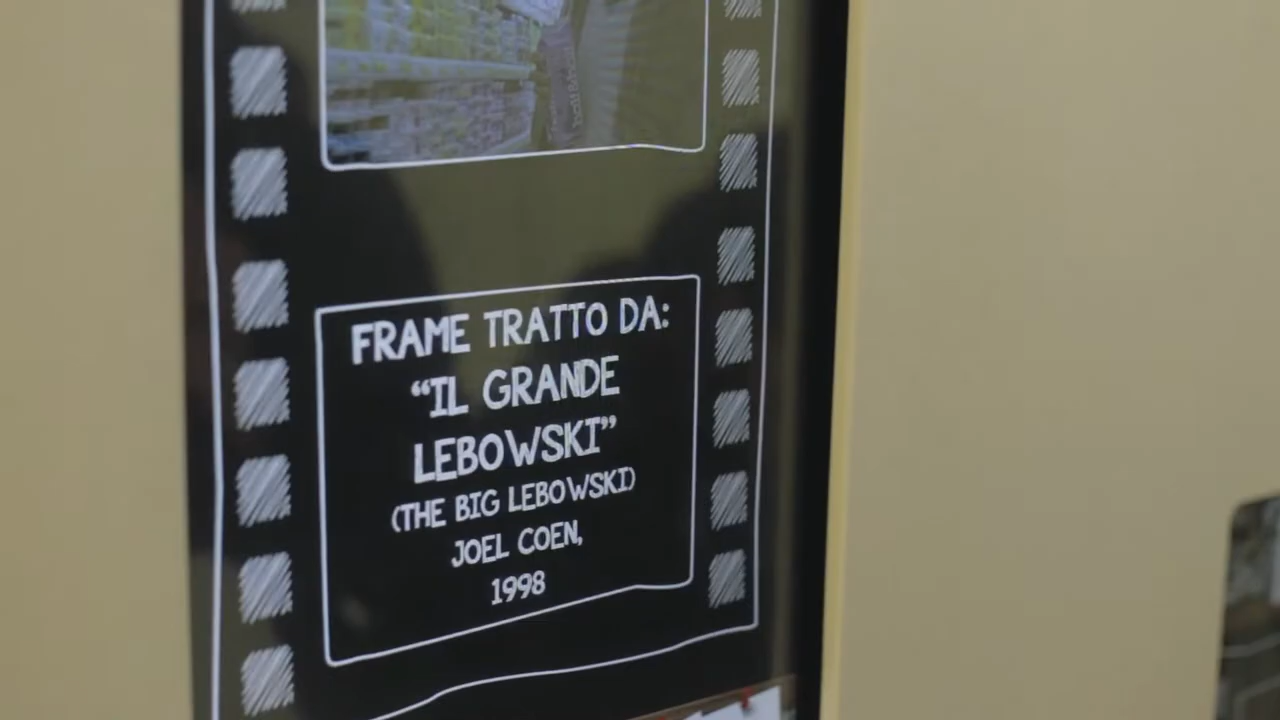 FRAME TRATTO DA:
“IL GRANDE
LEBOWSKI”
(THE BIG LEBOWSKI)
JOEL COEN,
1998